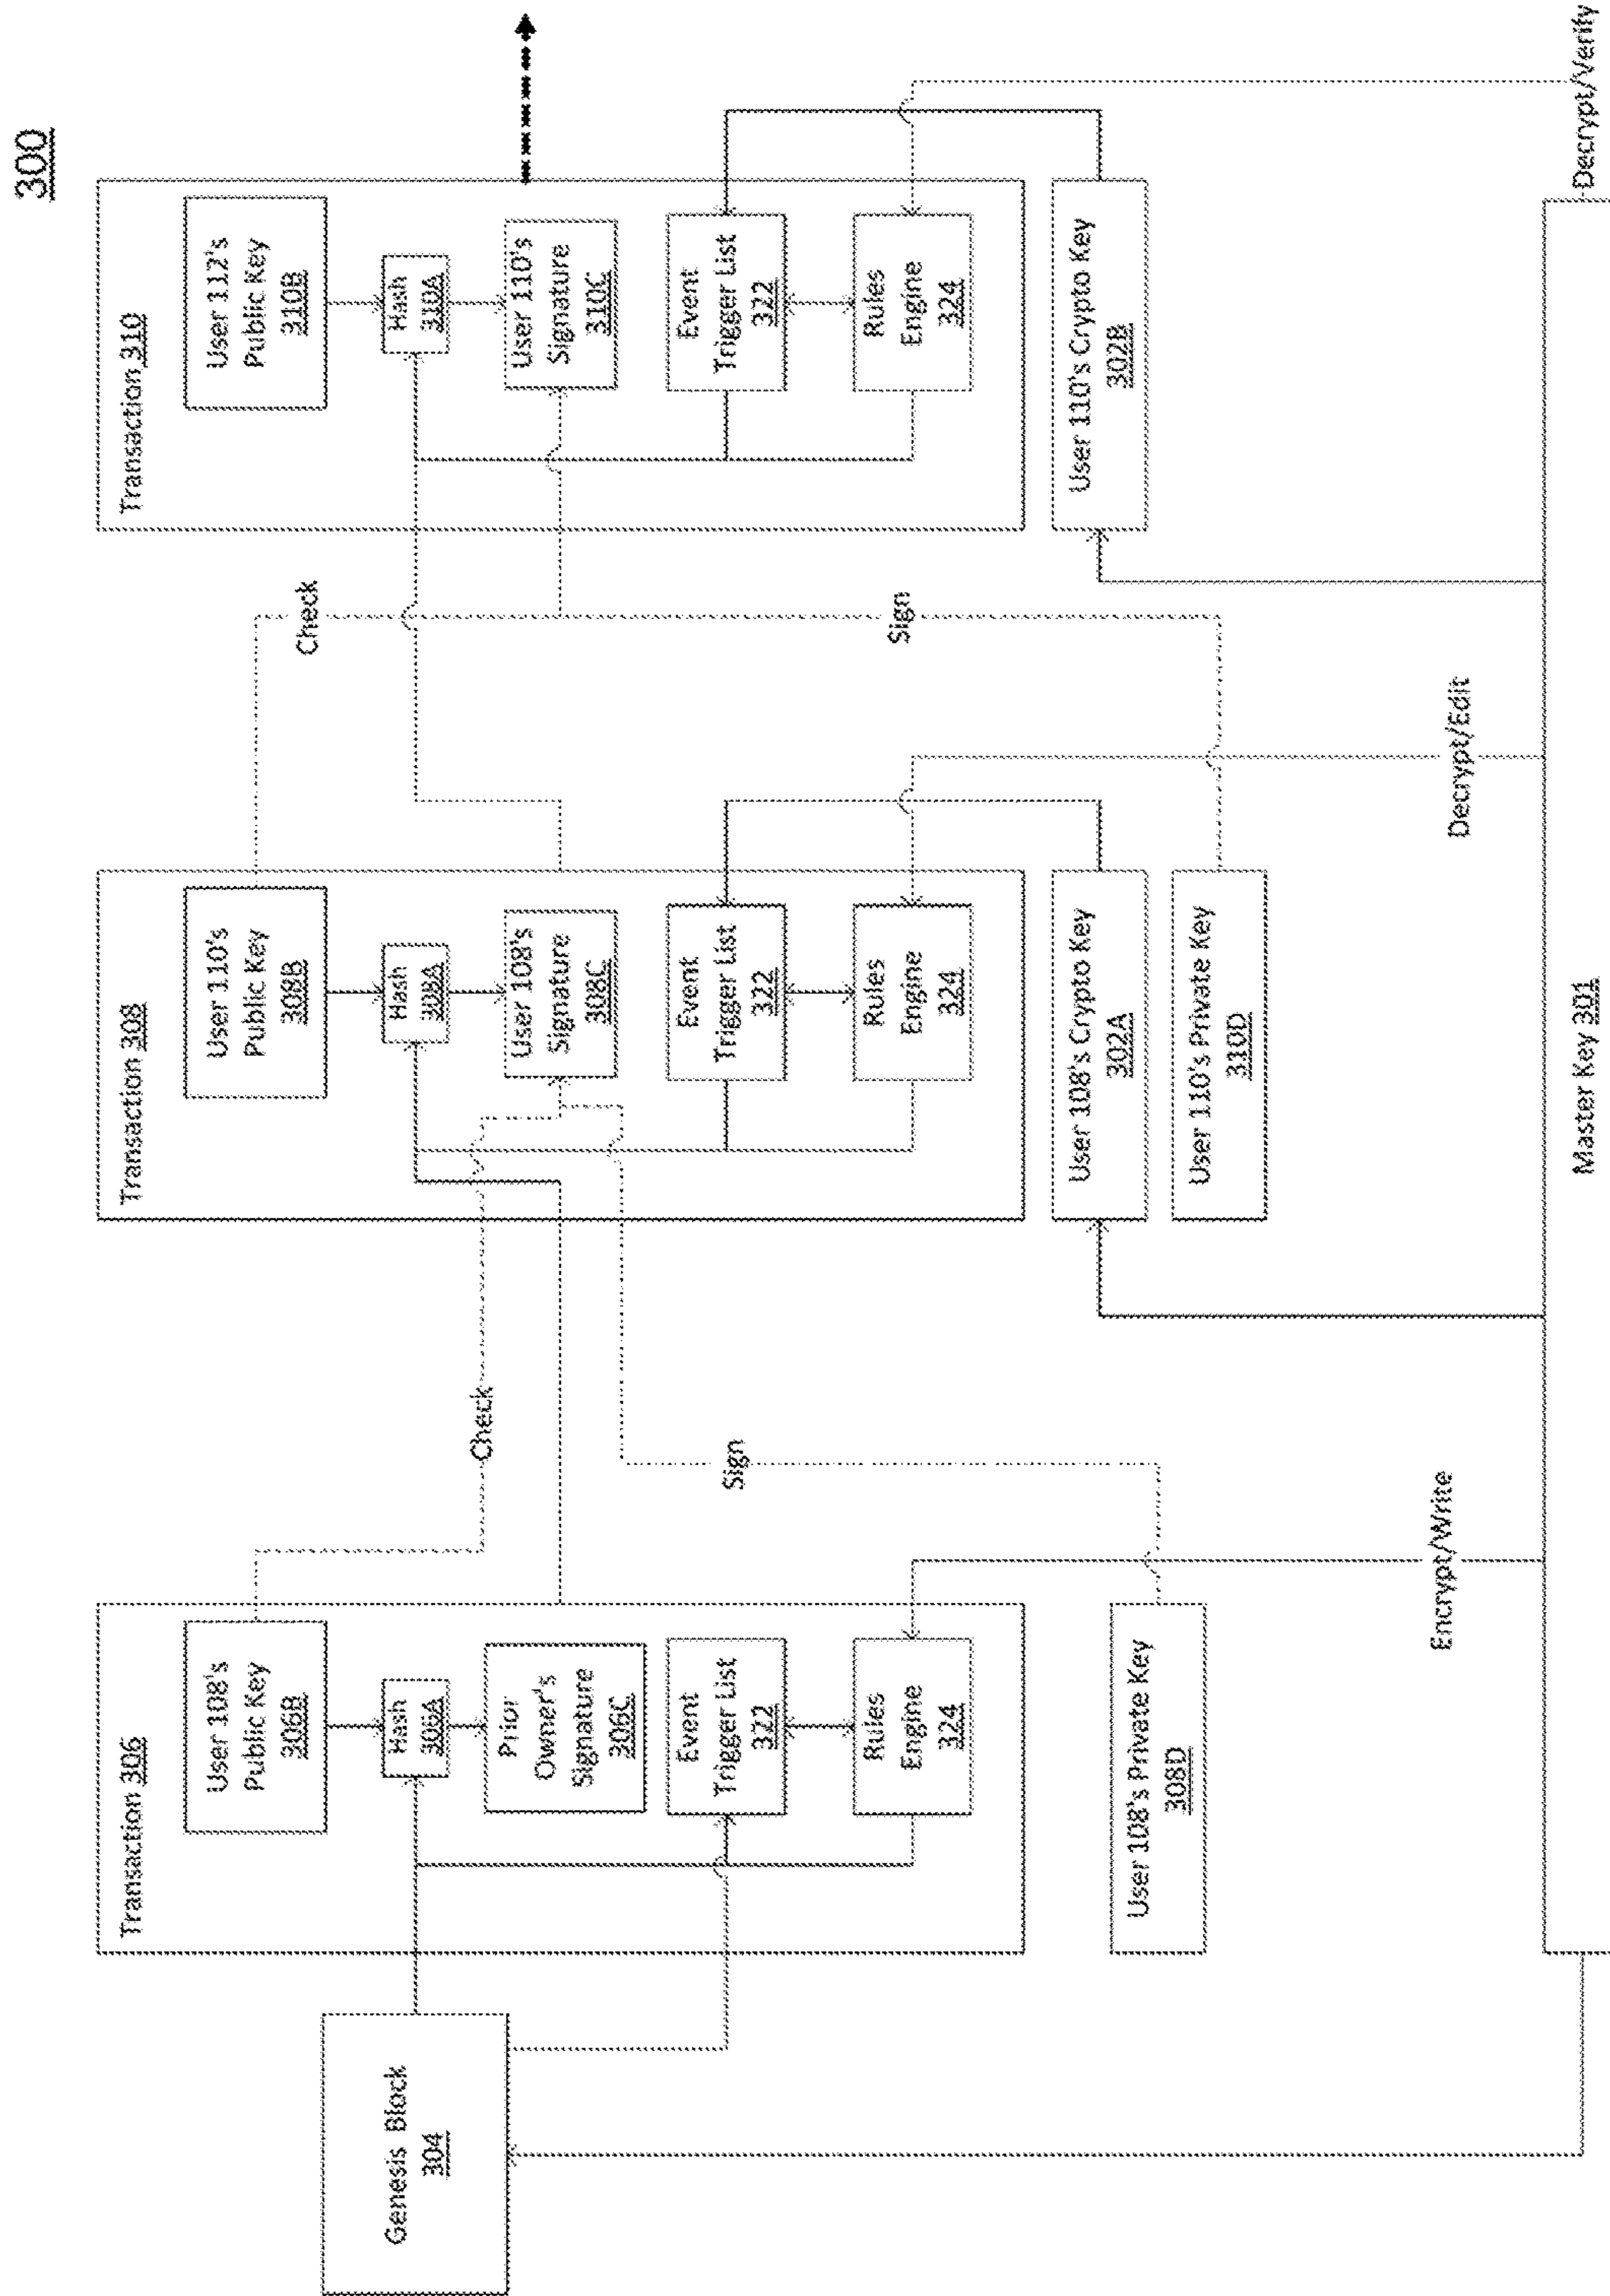 300
Genesis Block
304
Transaction 306
User 108's
Public Key
306B
Hash
306A
Prior
Owner's
Signature
306C
Event
Trigger List
322
Rules
Engine
324
User 108's Private Key
308D
Check
Sign
Encrypt/Write
Transaction 308
User 110's
Public Key
308B
Hash
308A
User 108's
Signature
308C
Event
Trigger List
322
Rules
Engine
324
User 108's Crypto Key
302A
User 110's Private Key
310D
Check
Sign
Decrypt/Edit
Transaction 310
User 112's
Public Key
310B
Hash
310A
User 110's
Signature
310C
Event
Trigger List
322
Rules
Engine
324
User 110's Crypto Key
302B
Decrypt/Verify
Master Key 301